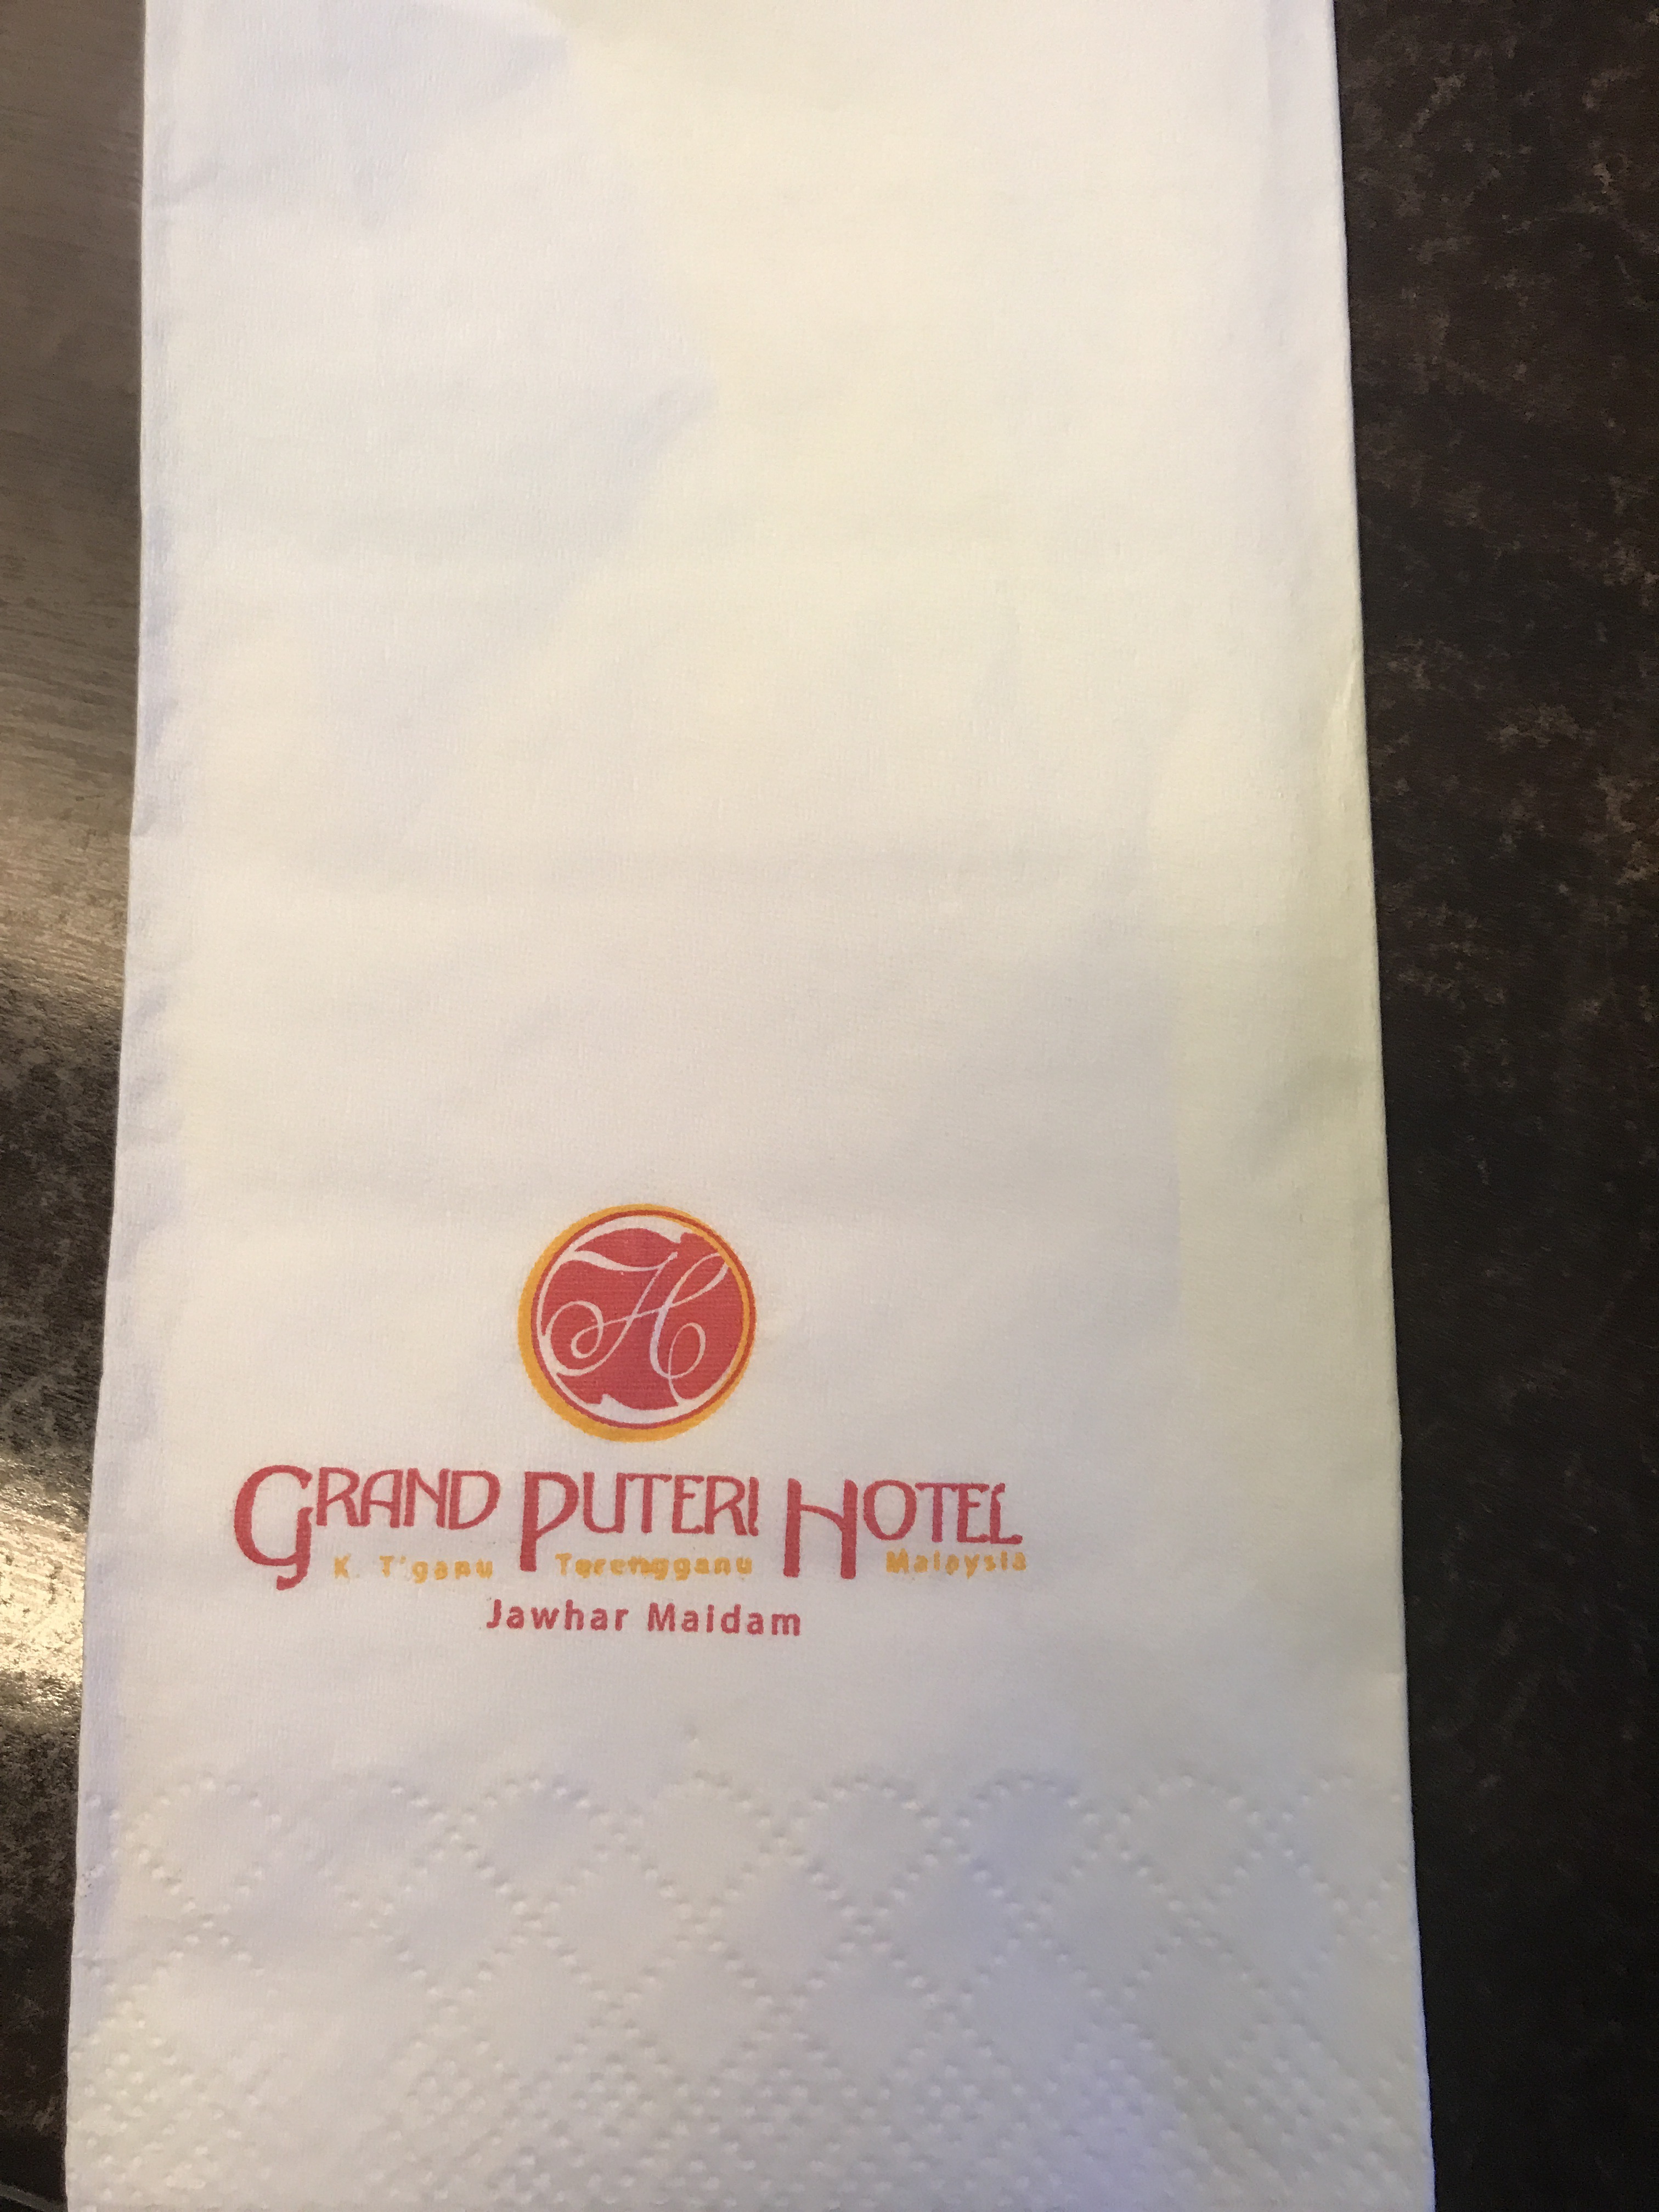 H
GRAND PUTERI HOTEL
K. T'ganu Terengganu Malaysia
Jawhar Maidam